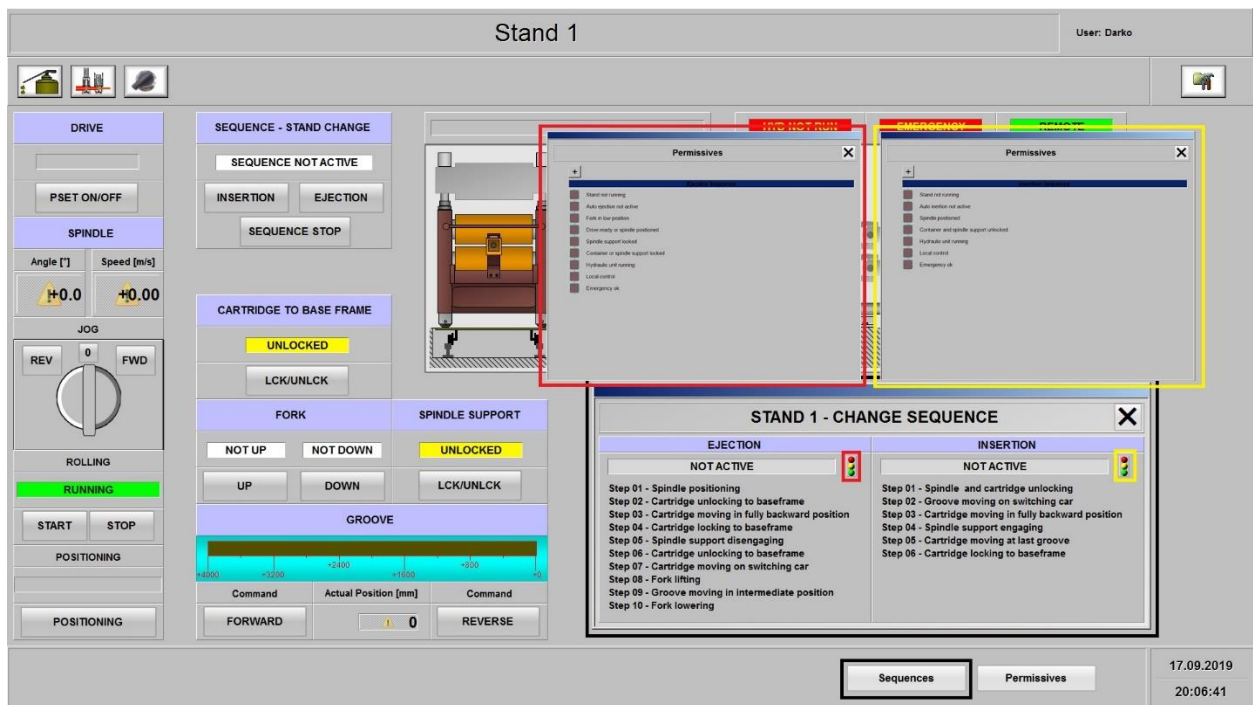 Stand 1
User: Darko
DRIVE
PSET ON/OFF
SPINDLE
Angle [°]
Speed [m/s]
+0.0
+0.00
JOG
REV
0
FWD
ROLLING
RUNNING
START
STOP
POSITIONING
POSITIONING
SEQUENCE - STAND CHANGE
SEQUENCE NOT ACTIVE
INSERTION
EJECTION
SEQUENCE STOP
CARTRIDGE TO BASE FRAME
UNLOCKED
LCK/UNLCK
FORK
SPINDLE SUPPORT
NOT UP
NOT DOWN
UNLOCKED
UP
DOWN
LCK/UNLCK
GROOVE
+4000
+3200
+2400
+1600
+800
+0
Command
Actual Position [mm]
Command
FORWARD
0
REVERSE
HYD NOT RUN
EMERGENCY
REMOTE
Permissives
Ejection Sequence
Stand not running
Auto ejection not active
Fork in low position
Drive ready or spindle positioned
Spindle support locked
Container or spindle support locked
Hydraulic unit running
Local control
Emergency ok
Permissives
Insertion Sequence
Stand not running
Auto insertion not active
Spindle positioned
Container and spindle support unlocked
Hydraulic unit running
Local control
Emergency ok
STAND 1 - CHANGE SEQUENCE
EJECTION
NOT ACTIVE
Step 01 - Spindle positioning
Step 02 - Cartridge unlocking to baseframe
Step 03 - Cartridge moving in fully backward position
Step 04 - Cartridge locking to baseframe
Step 05 - Spindle support disengaging
Step 06 - Cartridge unlocking to baseframe
Step 07 - Cartridge moving on switching car
Step 08 - Fork lifting
Step 09 - Groove moving in intermediate position
Step 10 - Fork lowering
INSERTION
NOT ACTIVE
Step 01 - Spindle and cartridge unlocking
Step 02 - Groove moving on switching car
Step 03 - Cartridge moving in fully backward position
Step 04 - Spindle support engaging
Step 05 - Cartridge moving at last groove
Step 06 - Cartridge locking to baseframe
Sequences
Permissives
17.09.2019
20:06:41